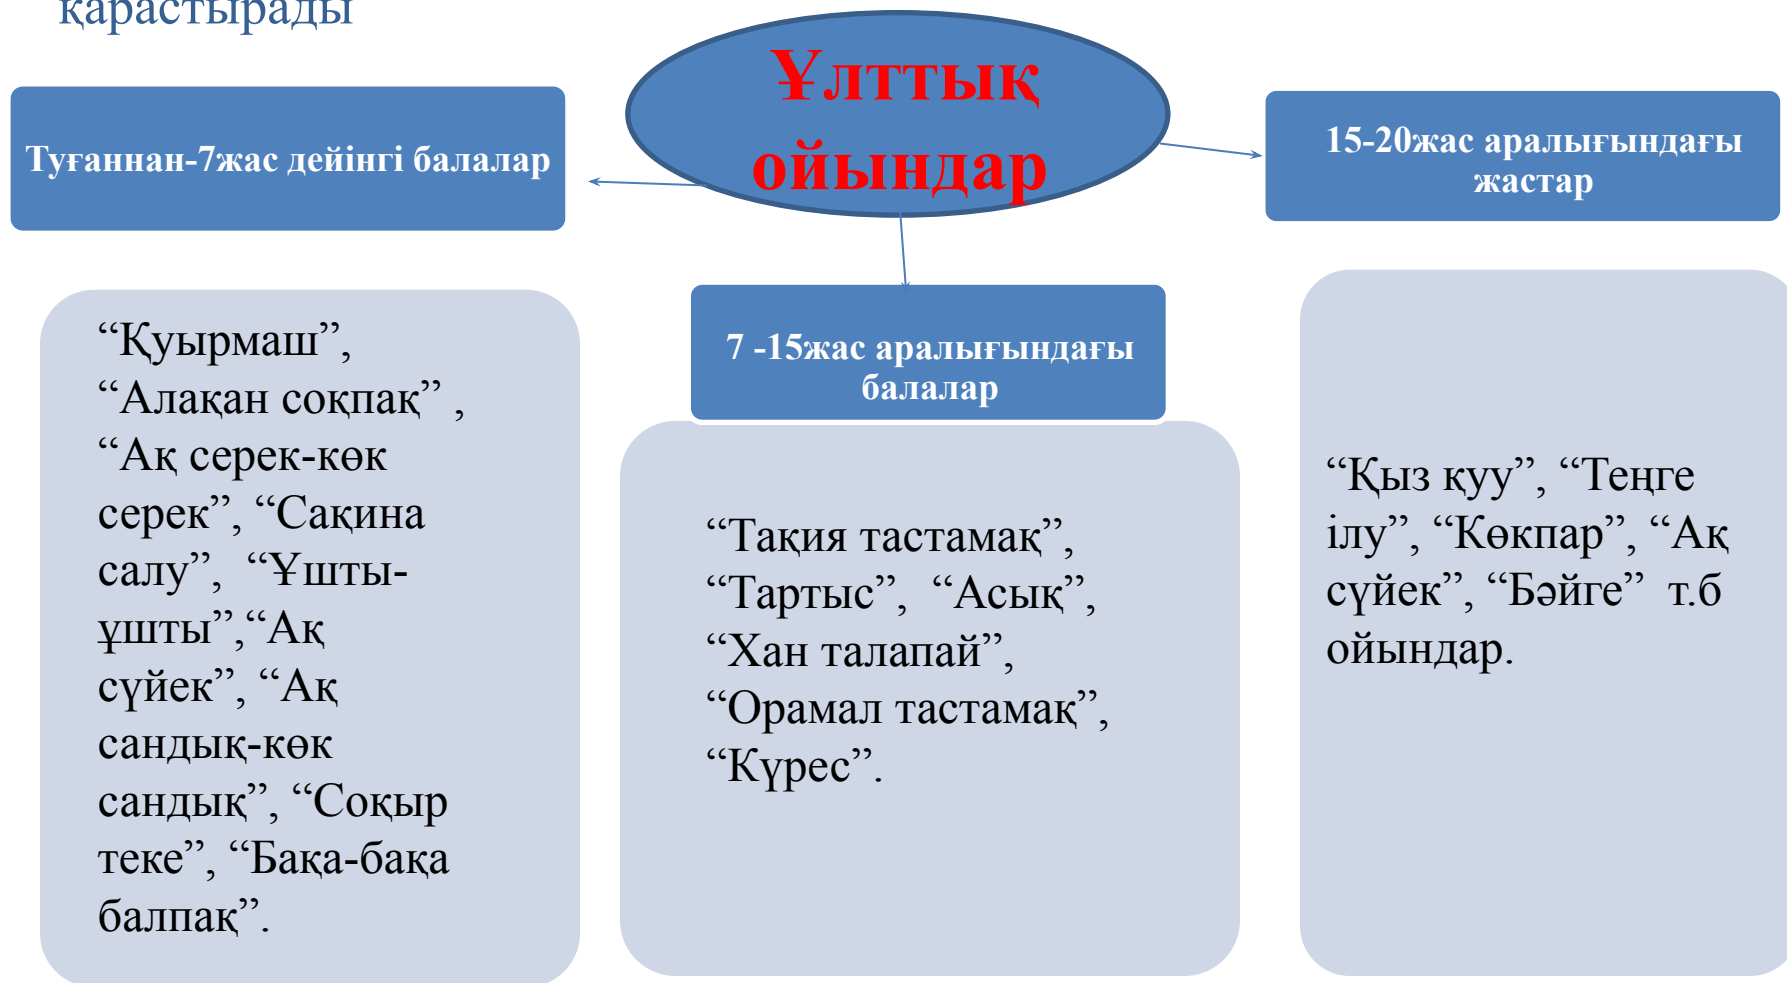 қарастырады
Ұлттық
ойындар
Туғаннан-7жас дейінгі балалар
“Қуырмаш”,
“Алақан соқпақ” ,
“Ақ серек-көк
серек”, “Сақина
салу”, “Ұшты-
ұшты”,“Ақ
сүйек”, “Ақ
сандық-көк
сандық”, “Соқыр
теке”, “Бақа-бақа
балпақ”.
7 -15жас аралығындағы
балалар
“Тақия тастамақ”,
“Тартыс”, “Асық”,
“Хан талапай”,
“Орамал тастамақ”,
“Күрес”.
15-20жас аралығындағы
жастар
“Қыз қуу”, “Теңге
ілу”, “Көкпар”, “Ақ
сүйек”, “Бәйге” т.б
ойындар.